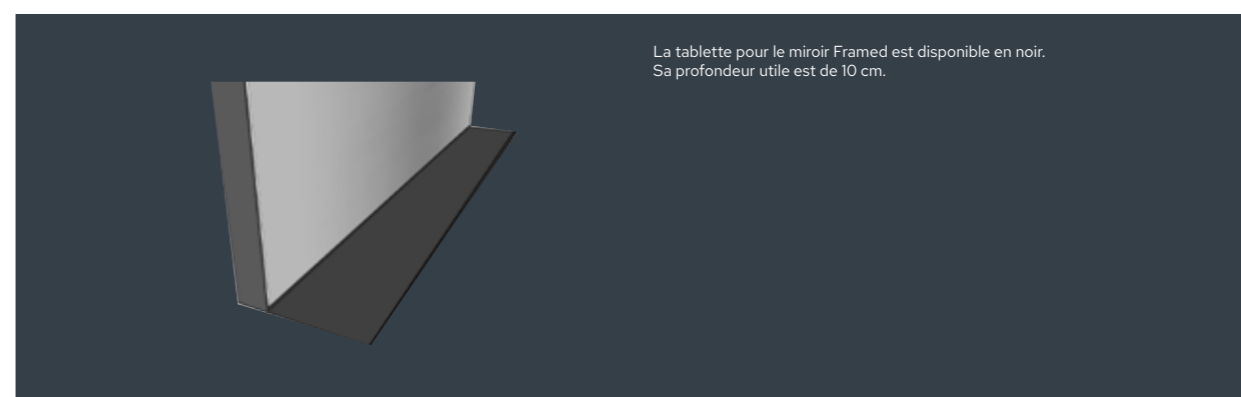 La tablette pour le miroir Framed est disponible en noir.
Sa profondeur utile est de 10 cm.